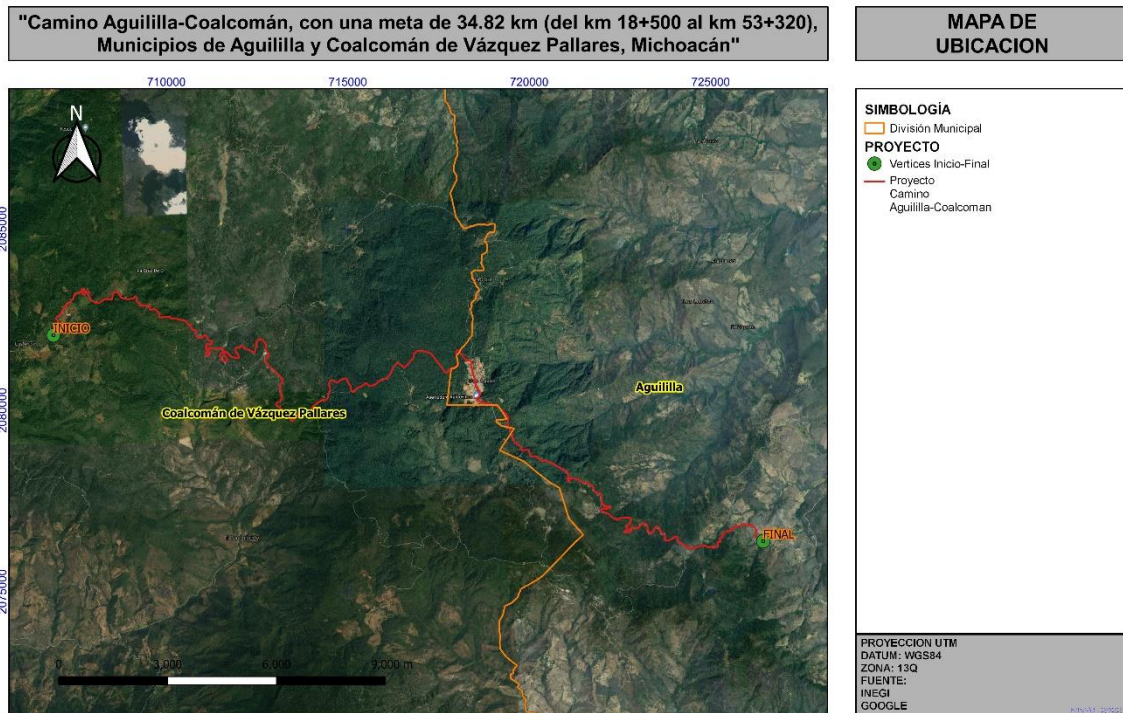 "Camino Aguililla-Coalcomán, con una meta de 34.82 km (del km 18+500 al km 53+320),
Municipios de Aguililla y Coalcomán de Vázquez Pallares, Michoacán"
MAPA DE
UBICACION
710000
715000
720000
725000
N
2085000
2080000
2075000
INICIO
Coalcomán de Vázquez Pallares
Aguililla
FINAL
0
3,000
6,000
9,000 m
SIMBOLOGÍA
División Municipal
PROYECTO
Vertices Inicio-Final
Proyecto
Camino
Aguililla-Coalcoman
PROYECCION UTM
DATUM: WGS84
ZONA: 13Q
FUENTE:
INEGI
GOOGLE